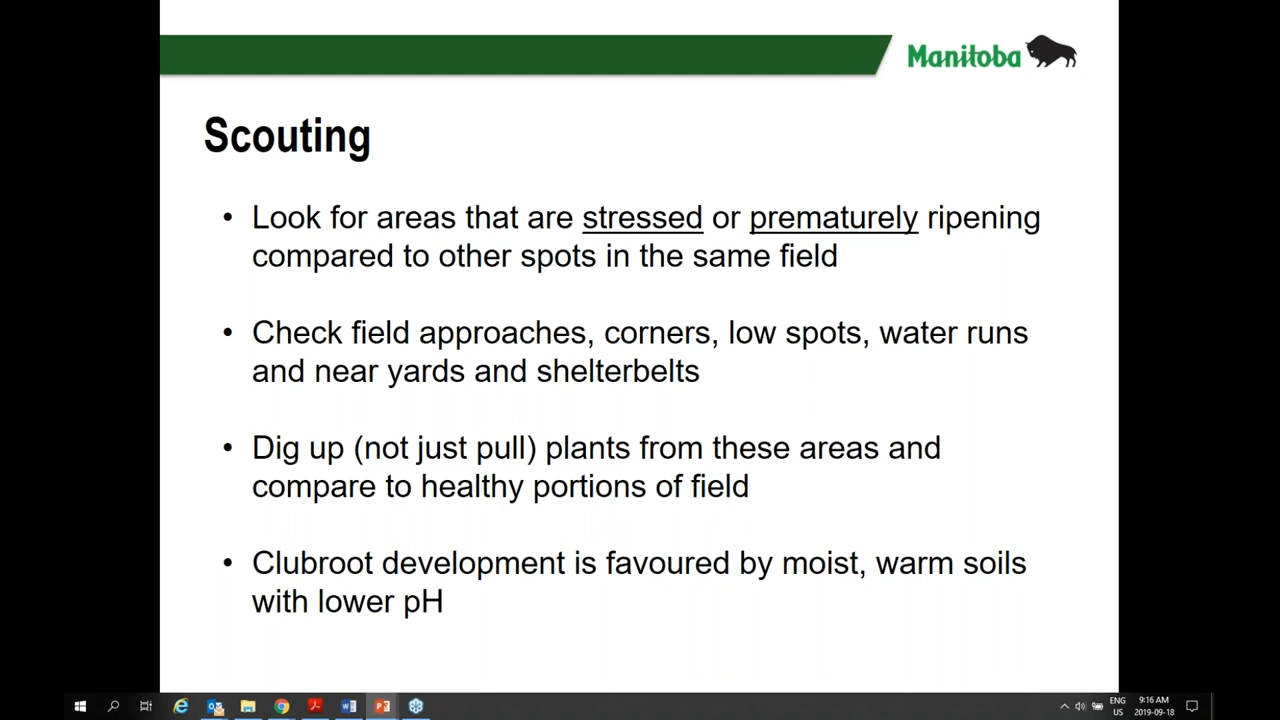 Manitoba
Scouting
• Look for areas that are stressed or prematurely ripening
compared to other spots in the same field
• Check field approaches, corners, low spots, water runs
and near yards and shelterbelts
• Dig up (not just pull) plants from these areas and
compare to healthy portions of field
• Clubroot development is favoured by moist, warm soils
with lower pH
ENG
US
9:16 AM
2019-09-18